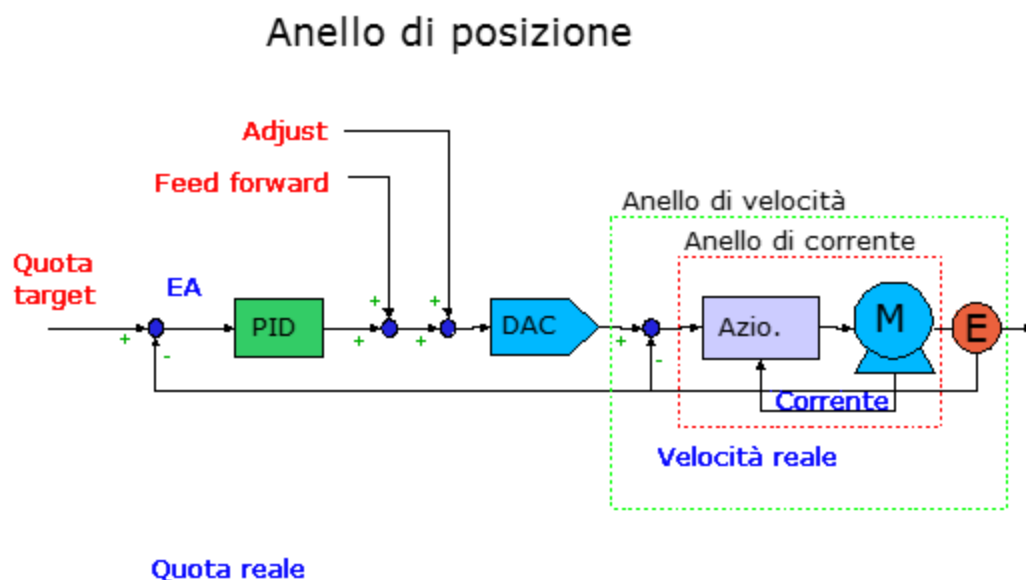 Anello di posizione
Adjust
Feed forward
Anello di velocità
Anello di corrente
Quota
target
EA
PID
DAC
Azio.
M
E
+
-
+
+
+
+
+
-
Corrente
Velocità reale
Quota reale